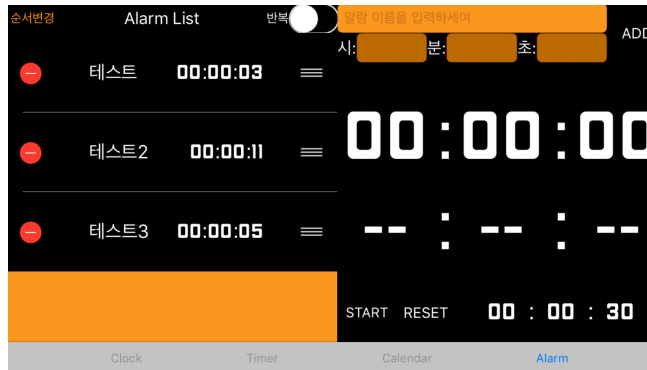 순서변경 Alarm List 반복
테스트 00:00:03
테스트2 00:00:11
테스트3 00:00:05
알람 이름을 입력하세여
시: 분: 초: ADD
00:00:00
-- : -- : --
START RESET 00 : 00 : 30
Clock Timer Calendar Alarm